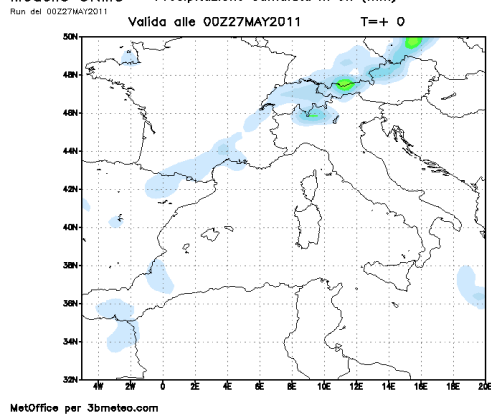 Run del 00Z27MAY2011
Valida alle 00Z27MAY2011 T=+ 0
50N
48N
46N
44N
42N
40N
38N
36N
34N
32N
4W 2W 0 2E 4E 6E 8E 10E 12E 14E 16E 18E 20E
MetOffice per 3bmeteo.com